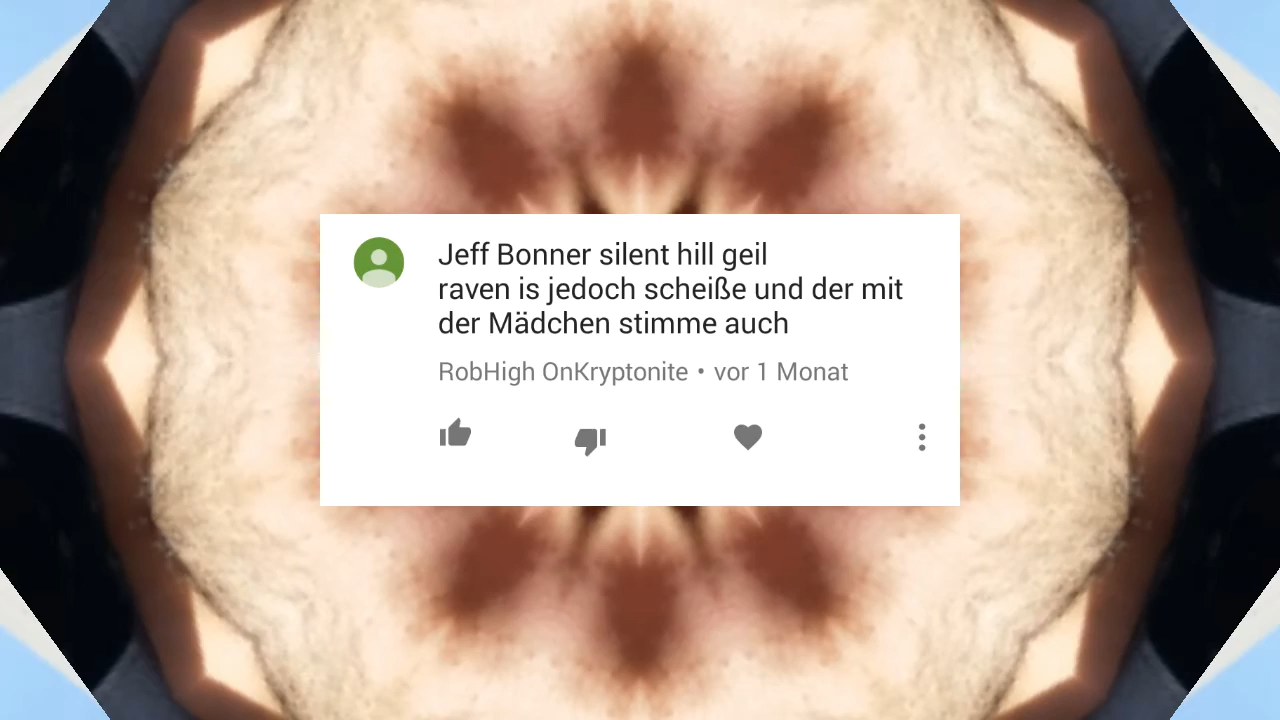 Jeff Bonner silent hill geil
raven is jedoch scheiße und der mit
der Mädchen stimme auch
RobHigh OnKryptonite • vor 1 Monat